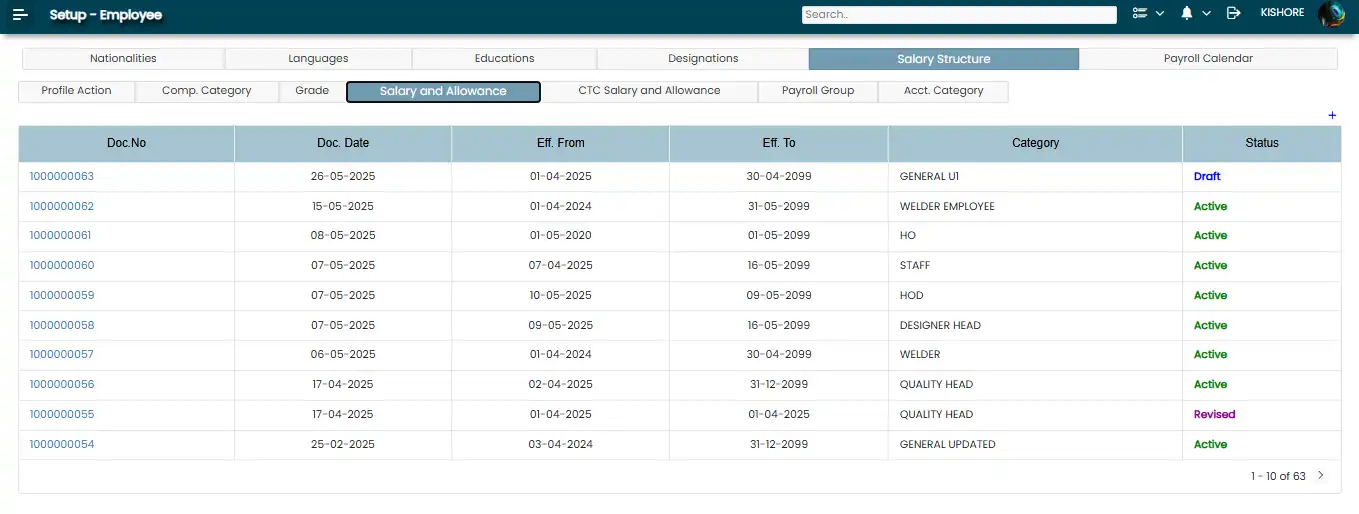 Setup - Employee Search.. KISHORE
Nationalities Languages Educations Designations Salary Structure Payroll Calendar
Profile Action Comp. Category Grade Salary and Allowance CTC Salary and Allowance Payroll Group Acct. Category
+
Doc.No Doc. Date Eff. From Eff. To Category Status
1000000063 26-05-2025 01-04-2025 30-04-2099 GENERAL U1 Draft
1000000062 15-05-2025 01-04-2024 31-05-2099 WELDER EMPLOYEE Active
1000000061 08-05-2025 01-05-2020 01-05-2099 HO Active
1000000060 07-05-2025 07-04-2025 16-05-2099 STAFF Active
1000000059 07-05-2025 10-05-2025 09-05-2099 HOD Active
1000000058 07-05-2025 09-05-2025 16-05-2099 DESIGNER HEAD Active
1000000057 06-05-2025 01-04-2024 30-04-2099 WELDER Active
1000000056 17-04-2025 02-04-2025 31-12-2099 QUALITY HEAD Active
1000000055 17-04-2025 01-04-2025 01-04-2025 QUALITY HEAD Revised
1000000054 25-02-2025 03-04-2024 31-12-2099 GENERAL UPDATED Active
1 - 10 of 63